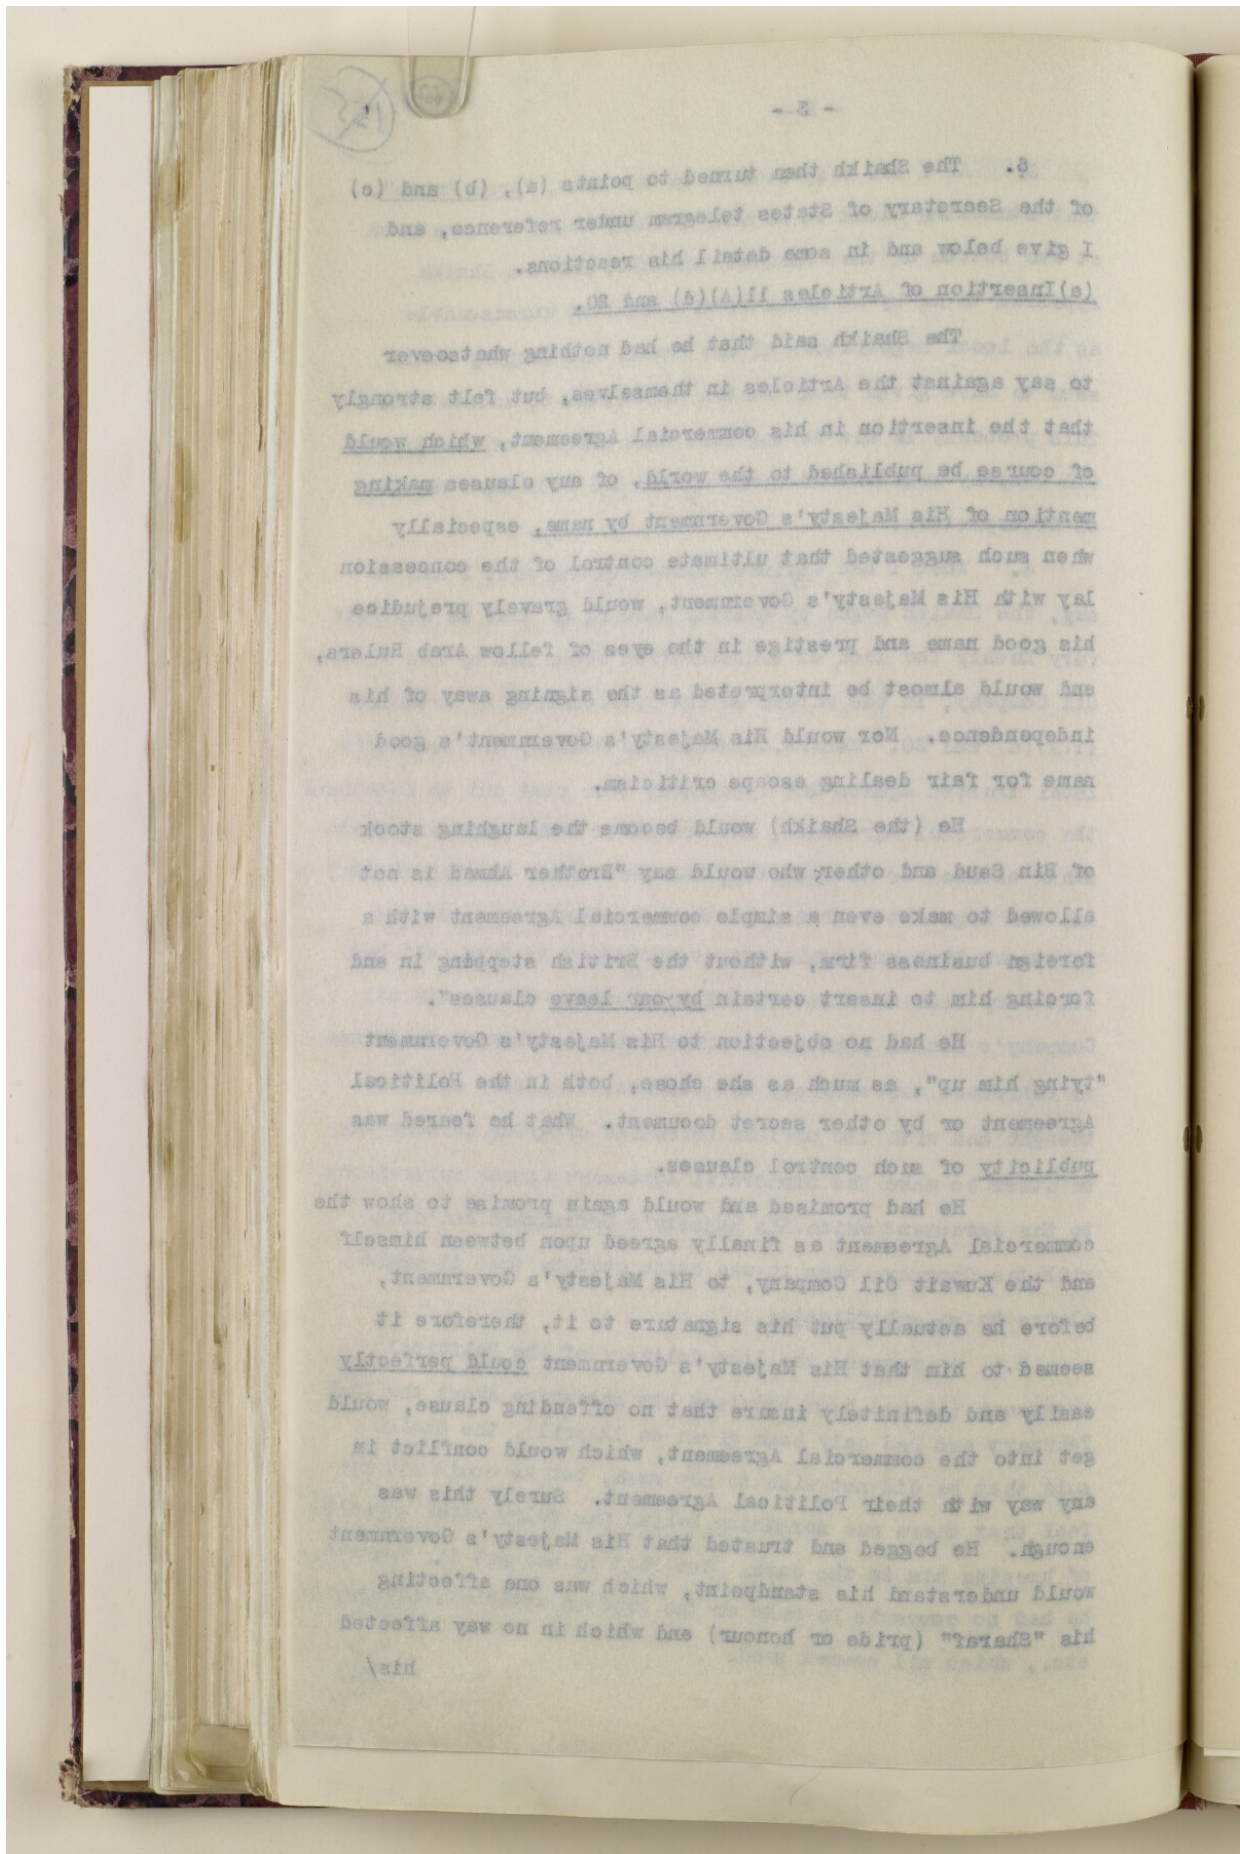 - 3 -
6. The Shaikh then turned to points (a), (b) and (c)
of the Secretary of States telegram under reference, and
I give below and in some detail his reactions.
(a) Insertion of Articles 11(A)(d) and 20.
The Shaikh said that he had nothing whatsoever
to say against the Articles in themselves, but felt strongly
that the insertion in his commercial Agreement, which would
of course be published to the world, of any clauses making
mention of His Majesty's Government by name, especially
when such suggested that ultimate control of the concession
lay with His Majesty's Government, would gravely prejudice
his good name and prestige in the eyes of fellow Arab Rulers,
and would almost be interpreted as the signing away of his
independence. Nor would His Majesty's Government's good
name for fair dealing escape criticism.
He (the Shaikh) would become the laughing stock
of Bin Saud and other who would say "Brother Ahmad is not
allowed to make even a simple commercial Agreement with a
foreign business firm, without the British stepping in and
forcing him to insert certain by-our leave clauses".
He had no objection to His Majesty's Government
"tying him up", as much as she chose, both in the Political
Agreement or by other secret document. What he feared was
publicity of such control clauses.
He had promised and would again promise to show the
commercial Agreement as finally agreed upon between himself
and the Kuwait Oil Company, to His Majesty's Government,
before he actually put his signature to it, therefore it
seemed to him that His Majesty's Government could perfectly
easily and definitely insure that no offending clause, would
get into the commercial Agreement, which would conflict in
any way with their Political Agreement. Surely this was
enough. He begged and trusted that His Majesty's Government
would understand his standpoint, which was one affecting
his "Sharaf" (pride or honour) and which in no way affected
his/